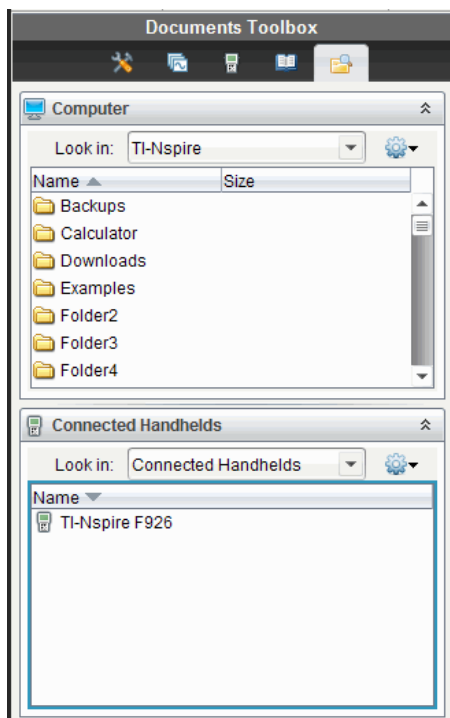 Documents Toolbox
Computer
Look in: TI-Nspire
Name Size
Backups
Calculator
Downloads
Examples
Folder2
Folder3
Folder4
Connected Handhelds
Look in: Connected Handhelds
Name
TI-Nspire F926